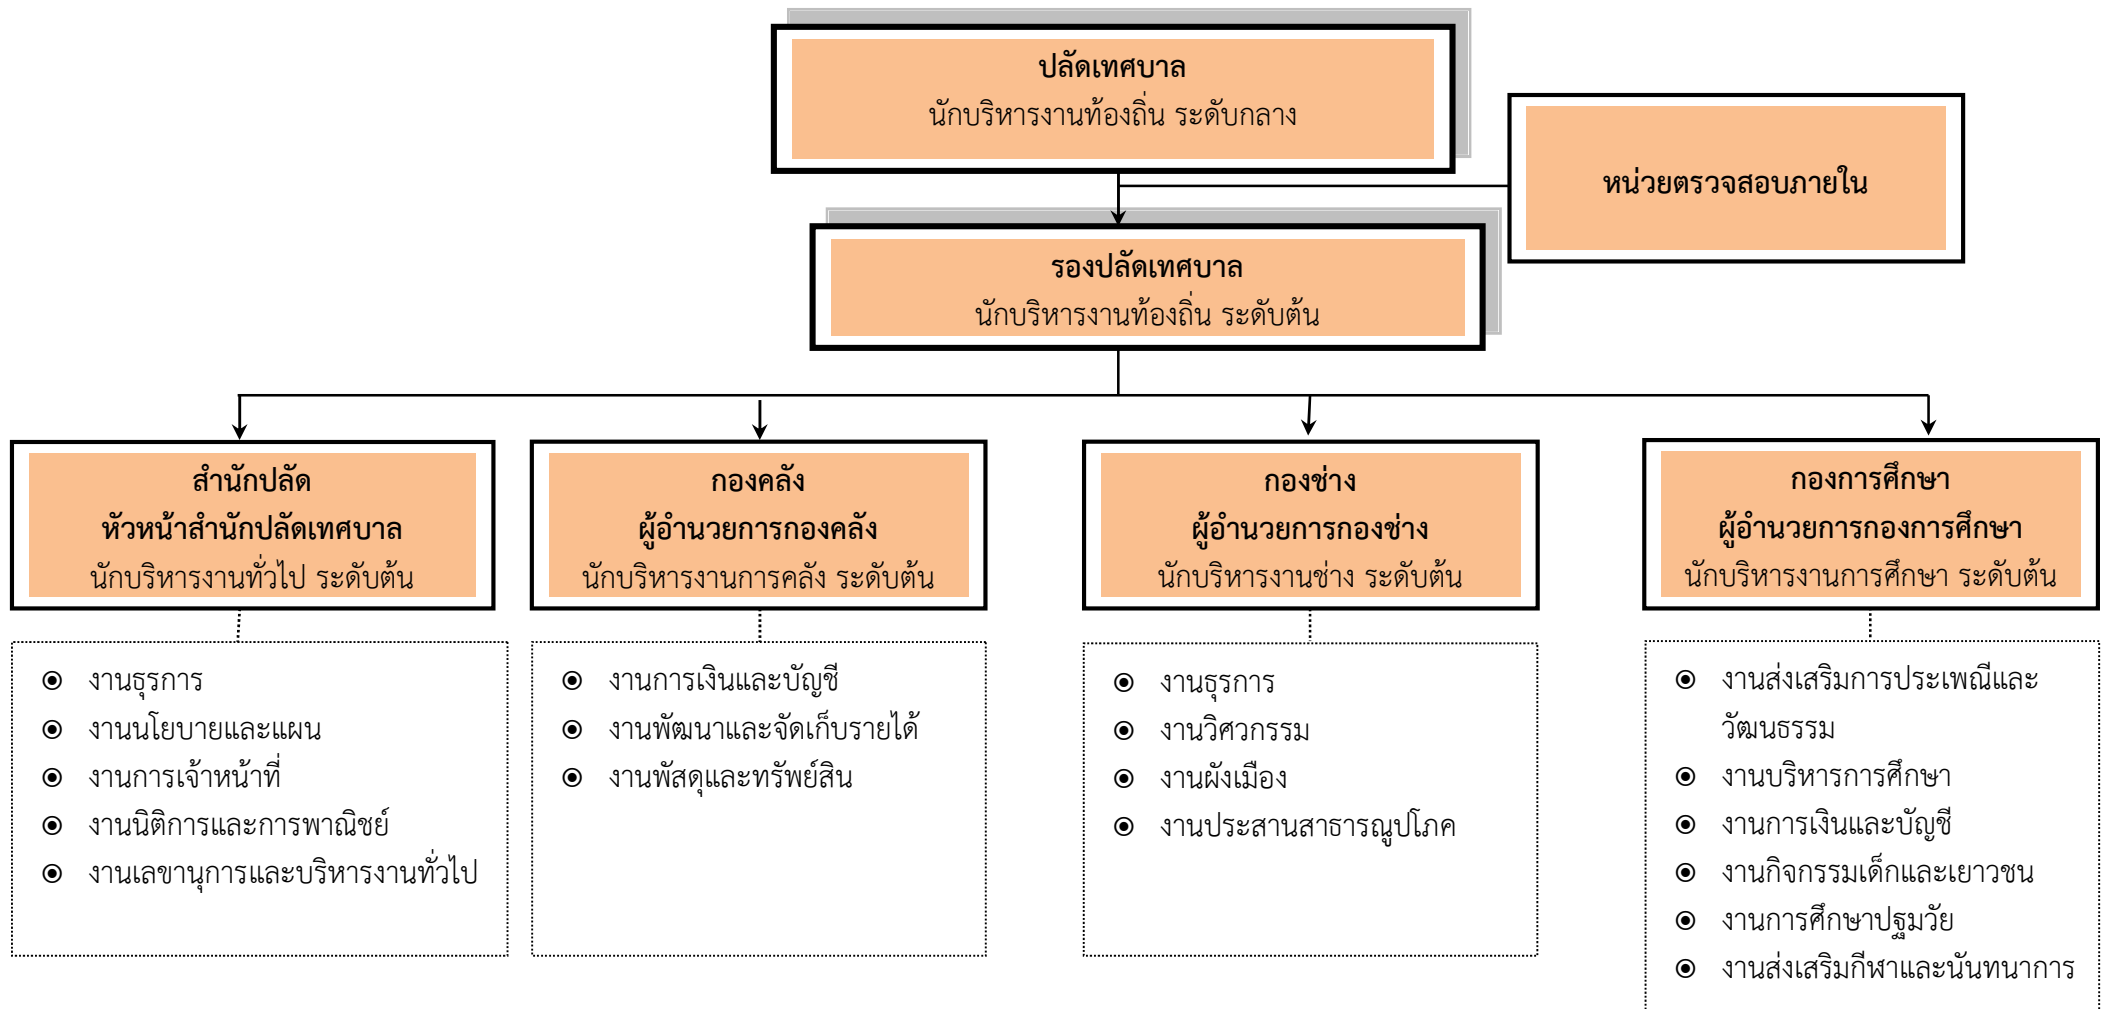 ปลัดเทศบาล
นักบริหารงานท้องถิ่น ระดับกลาง
หน่วยตรวจสอบภายใน
รองปลัดเทศบาล
นักบริหารงานท้องถิ่น ระดับต้น
สำนักปลัด
หัวหน้าสำนักปลัดเทศบาล
นักบริหารงานทั่วไป ระดับต้น
กองคลัง
ผู้อำนวยการกองคลัง
นักบริหารงานการคลัง ระดับต้น
กองช่าง
ผู้อำนวยการกองช่าง
นักบริหารงานช่าง ระดับต้น
กองการศึกษา
ผู้อำนวยการกองการศึกษา
นักบริหารงานการศึกษา ระดับต้น
งานธุรการ
งานนโยบายและแผน
งานการเจ้าหน้าที่
งานนิติการและการพาณิชย์
งานเลขานุการและบริหารงานทั่วไป
งานการเงินและบัญชี
งานพัฒนาและจัดเก็บรายได้
งานพัสดุและทรัพย์สิน
งานธุรการ
งานวิศวกรรม
งานผังเมือง
งานประสานสาธารณูปโภค
งานส่งเสริมการประเพณีและ
วัฒนธรรม
งานบริหารการศึกษา
งานการเงินและบัญชี
งานกิจกรรมเด็กและเยาวชน
งานการศึกษาปฐมวัย
งานส่งเสริมกีฬาและนันทนาการ